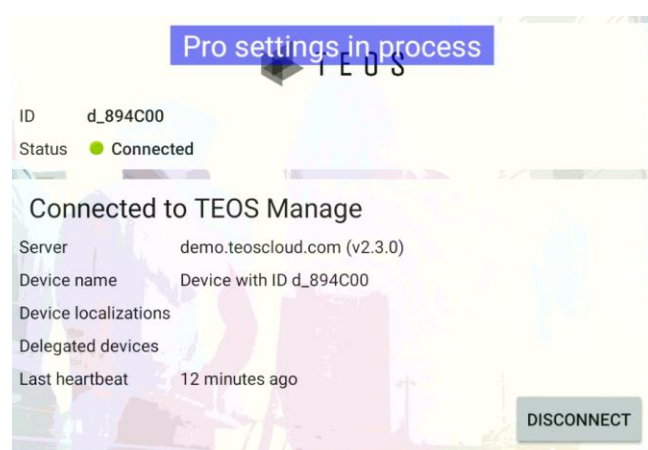 Pro settings in process
TEOS
ID d_894C00
Status Connected
Connected to TEOS Manage
Server demo.teoscloud.com (v2.3.0)
Device name Device with ID d_894C00
Device localizations
Delegated devices
Last heartbeat 12 minutes ago
DISCONNECT